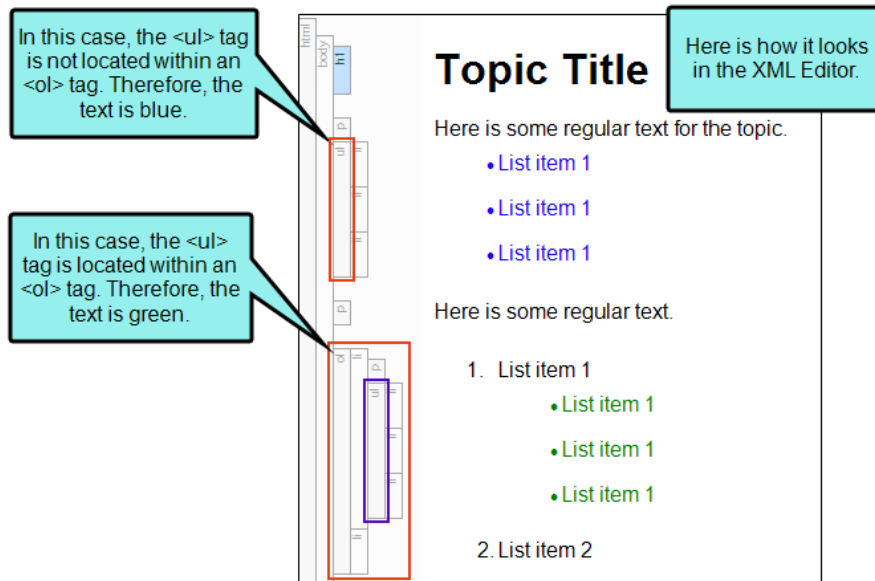 In this case, the <ul> tag
is not located within an
<ol> tag. Therefore, the
text is blue.
In this case, the <ul>
tag is located within an
<ol> tag. Therefore, the
text is green.
Here is how it looks
in the XML Editor.
html
body
h1
p
ul
li
li
li
p
ol
li
p
ul
li
li
li
li
Topic Title
Here is some regular text for the topic.
• List item 1
• List item 1
• List item 1
Here is some regular text.
1. List item 1
• List item 1
• List item 1
• List item 1
2. List item 2